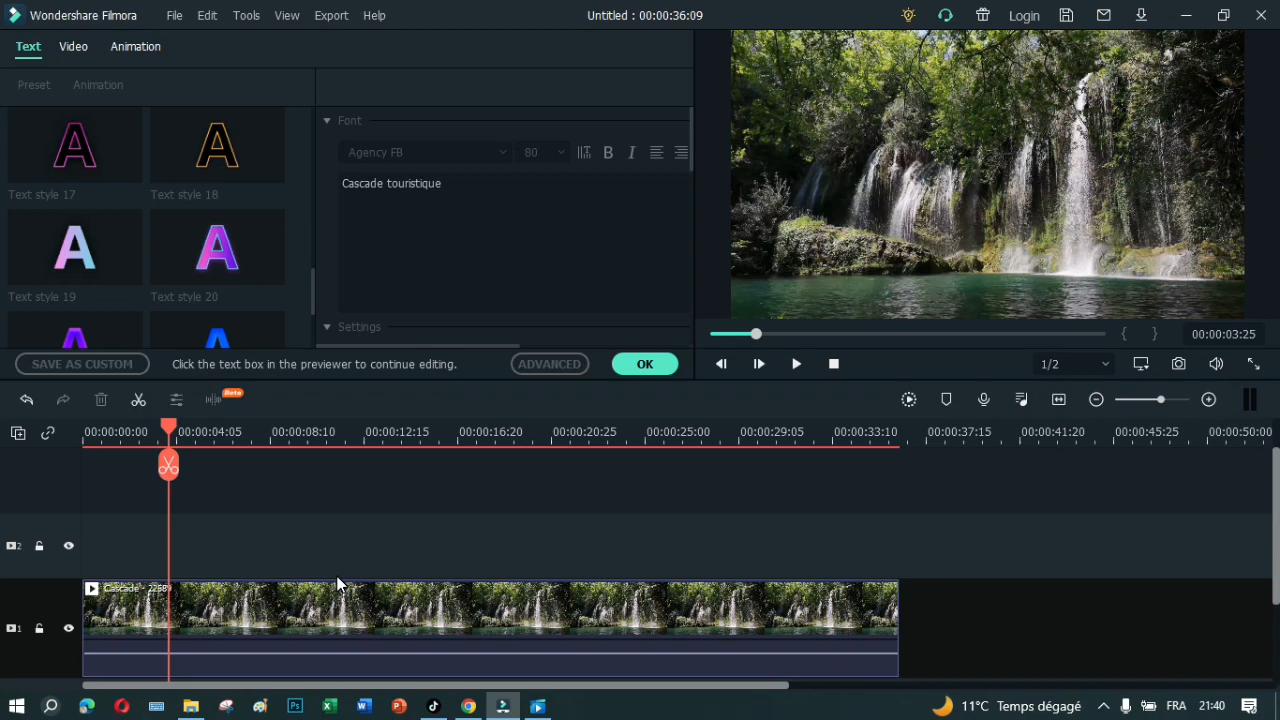 Wondershare Filmora
File Edit Tools View Export Help
Untitled : 00:00:36:09
Login
Text Video Animation
Preset Animation
A A
Text style 17 Text style 18
A A
Text style 19 Text style 20
Font
Agency FB 80 B I
Cascade touristique
Settings
SAVE AS CUSTOM Click the text box in the previewer to continue editing. ADVANCED OK
00:00:03:25
1/2
Beta
00:00:00:00 00:00:04:05 00:00:08:10 00:00:12:15 00:00:16:20 00:00:20:25 00:00:25:00 00:00:29:05 00:00:33:10 00:00:37:15 00:00:41:20 00:00:45:25 00:00:50:00
2
Cascade - 22589
1
11°C Temps dégagé FRA 21:40